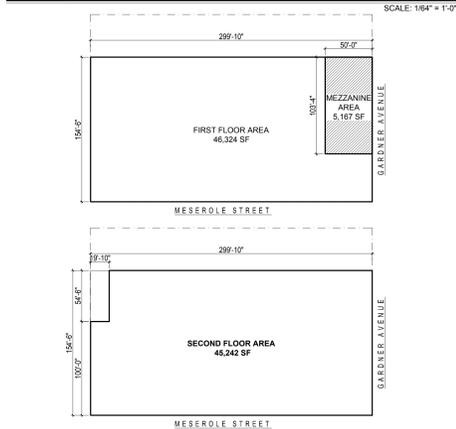 SCALE: 1/64" = 1'-0"
299'-10"
50'-0"
154'-6"
FIRST FLOOR AREA
46,324 SF
103'-4"
MEZZANINE
AREA
5,167 SF
GARDNER AVENUE
MESEROLE STREET
299'-10"
19'-10"
54'-6"
154'-6"
100'-0"
SECOND FLOOR AREA
45,242 SF
GARDNER AVENUE
MESEROLE STREET